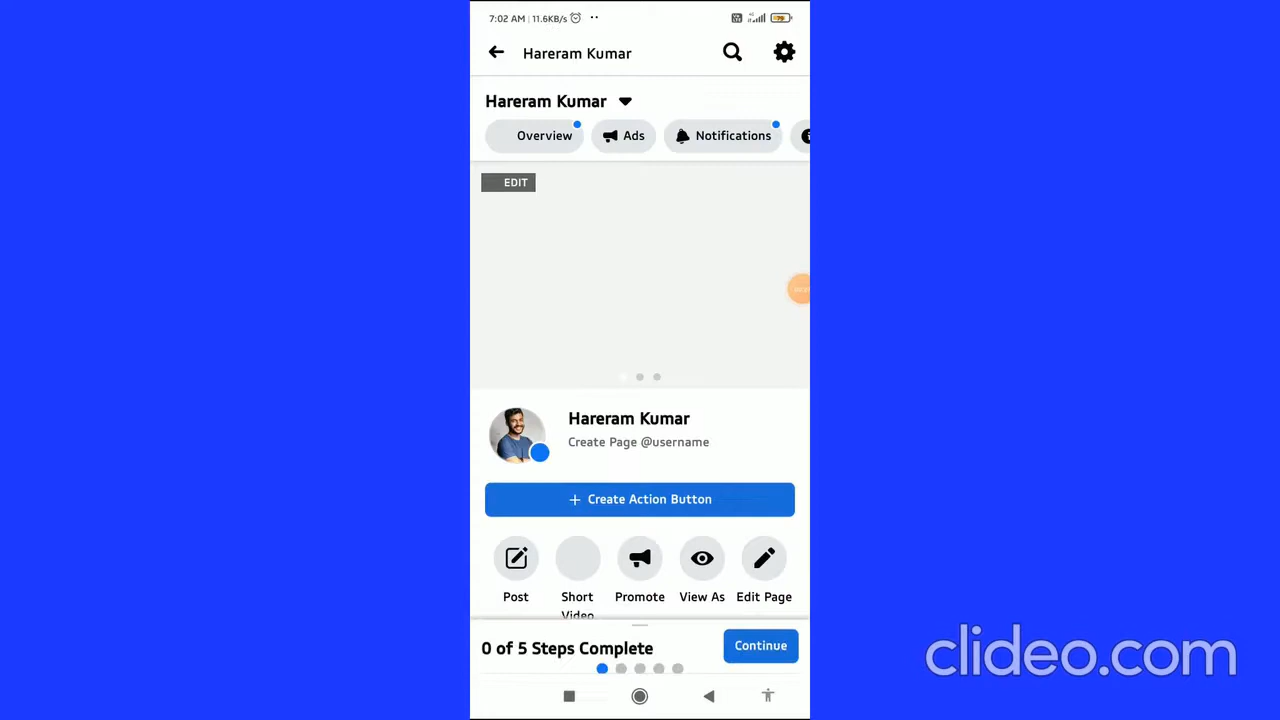 7:02 AM | 11.6KB/s
Hareram Kumar
Hareram Kumar
Overview
Ads
Notifications
EDIT
Hareram Kumar
Create Page @username
+ Create Action Button
Post
Short Video
Promote
View As
Edit Page
0 of 5 Steps Complete
Continue
clideo.com